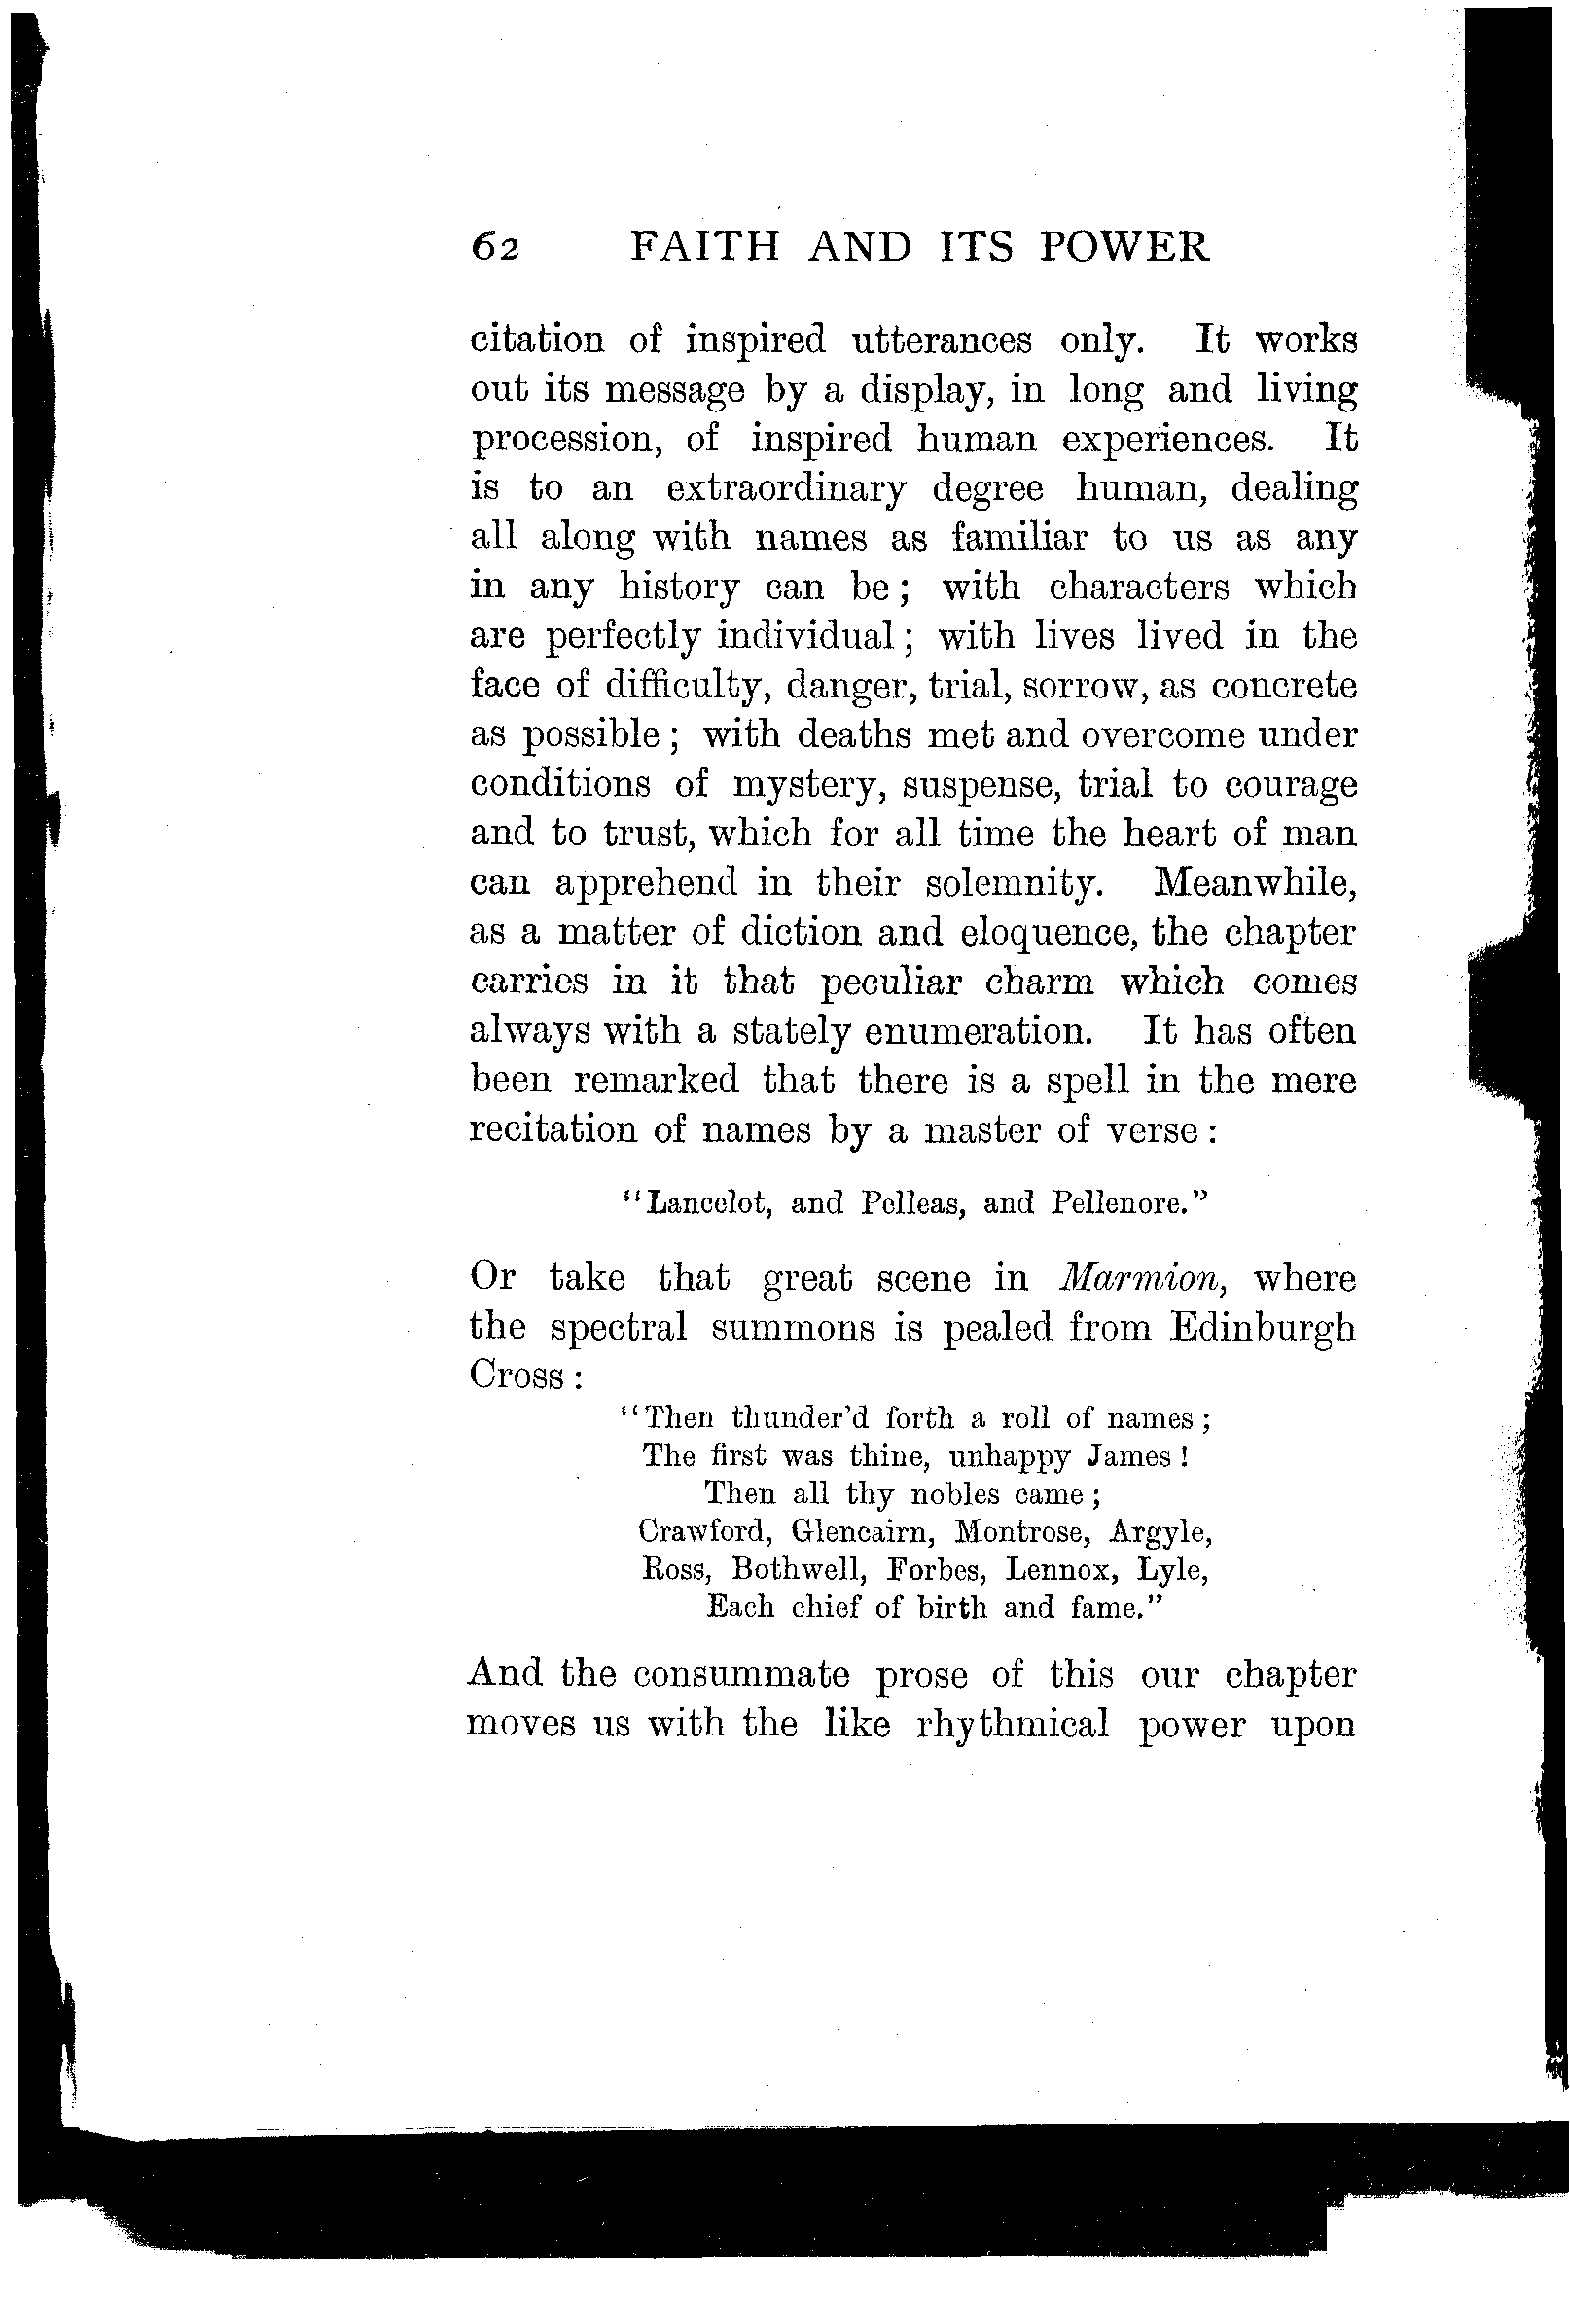 62 FAITH AND ITS POWER
citation of inspired utterances only. It works
out its message by a display, in long and living
procession, of inspired human experiences. It
is to an extraordinary degree human, dealing
all along with names as familiar to us as any
in any history can be; with characters which
are perfectly individual; with lives lived in the
face of difficulty, danger, trial, sorrow, as concrete
as possible; with deaths met and overcome under
conditions of mystery, suspense, trial to courage
and to trust, which for all time the heart of man
can apprehend in their solemnity. Meanwhile,
as a matter of diction and eloquence, the chapter
carries in it that peculiar charm which comes
always with a stately enumeration. It has often
been remarked that there is a spell in the mere
recitation of names by a master of verse:
"Lancelot, and Pelleas, and Pellenore."
Or take that great scene in Marmion, where
the spectral summons is pealed from Edinburgh
Cross:
"Then thunder'd forth a roll of names;
The first was thine, unhappy James!
Then all thy nobles came;
Crawford, Glencairn, Montrose, Argyle,
Ross, Bothwell, Forbes, Lennox, Lyle,
Each chief of birth and fame."
And the consummate prose of this our chapter
moves us with the like rhythmical power upon